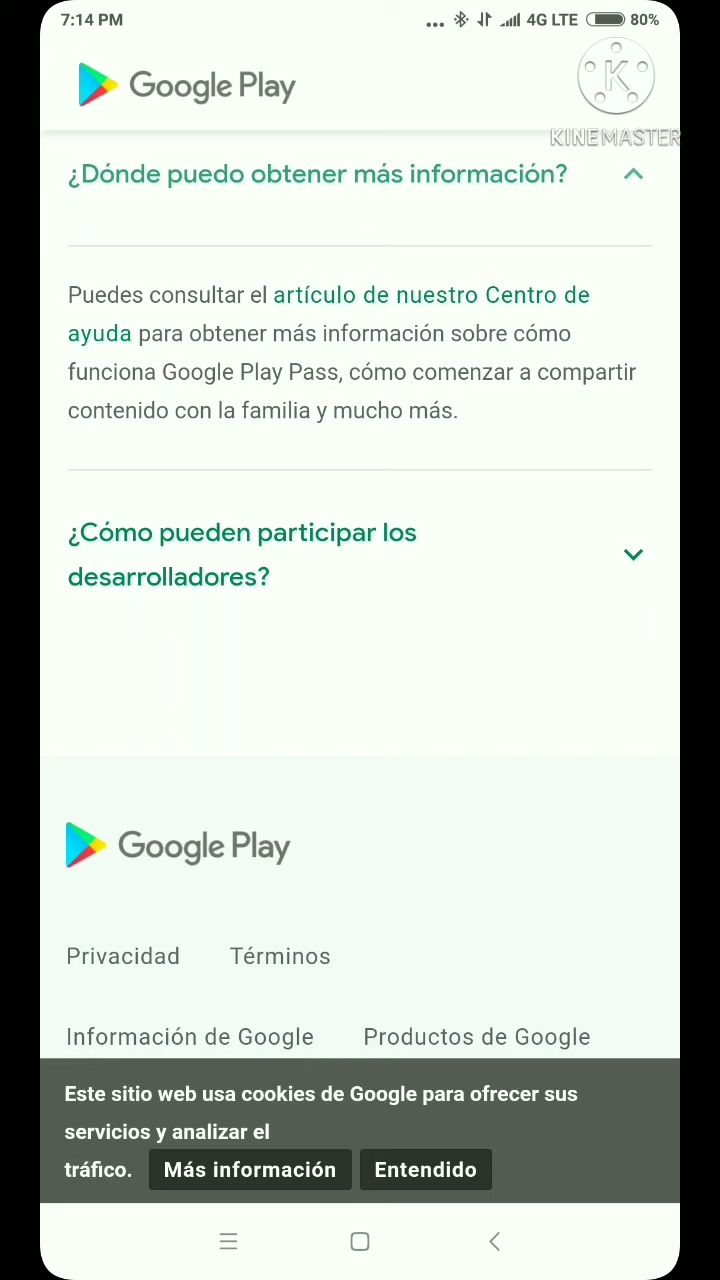 7:14 PM
4G LTE 80%
Google Play
K
KINEMASTER
¿Dónde puedo obtener más información?
Puedes consultar el artículo de nuestro Centro de
ayuda para obtener más información sobre cómo
funciona Google Play Pass, cómo comenzar a compartir
contenido con la familia y mucho más.
¿Cómo pueden participar los
desarrolladores?
Google Play
Privacidad Términos
Información de Google Productos de Google
Este sitio web usa cookies de Google para ofrecer sus
servicios y analizar el
tráfico. Más información Entendido